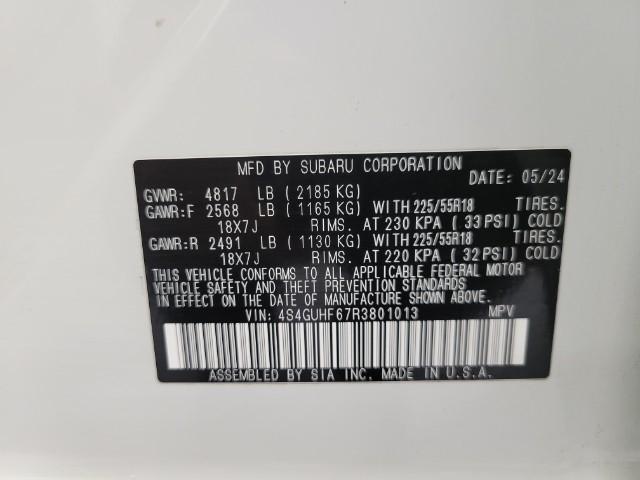 MFD BY SUBARU CORPORATION
DATE: 05/24
GVWR: 4817 LB ( 2185 KG)
GAWR:F 2568 LB ( 1165 KG) WITH 225/55R18 TIRES.
18X7J RIMS. AT 230 KPA ( 33 PSI) COLD
GAWR:R 2491 LB ( 1130 KG) WITH 225/55R18 TIRES.
18X7J RIMS. AT 220 KPA ( 32 PSI) COLD
THIS VEHICLE CONFORMS TO ALL APPLICABLE FEDERAL MOTOR
VEHICLE SAFETY AND THEFT PREVENTION STANDARDS
IN EFFECT ON THE DATE OF MANUFACTURE SHOWN ABOVE.
VIN: 4S4GUHF67R3801013 MPV
ASSEMBLED BY SIA INC. MADE IN U.S.A.